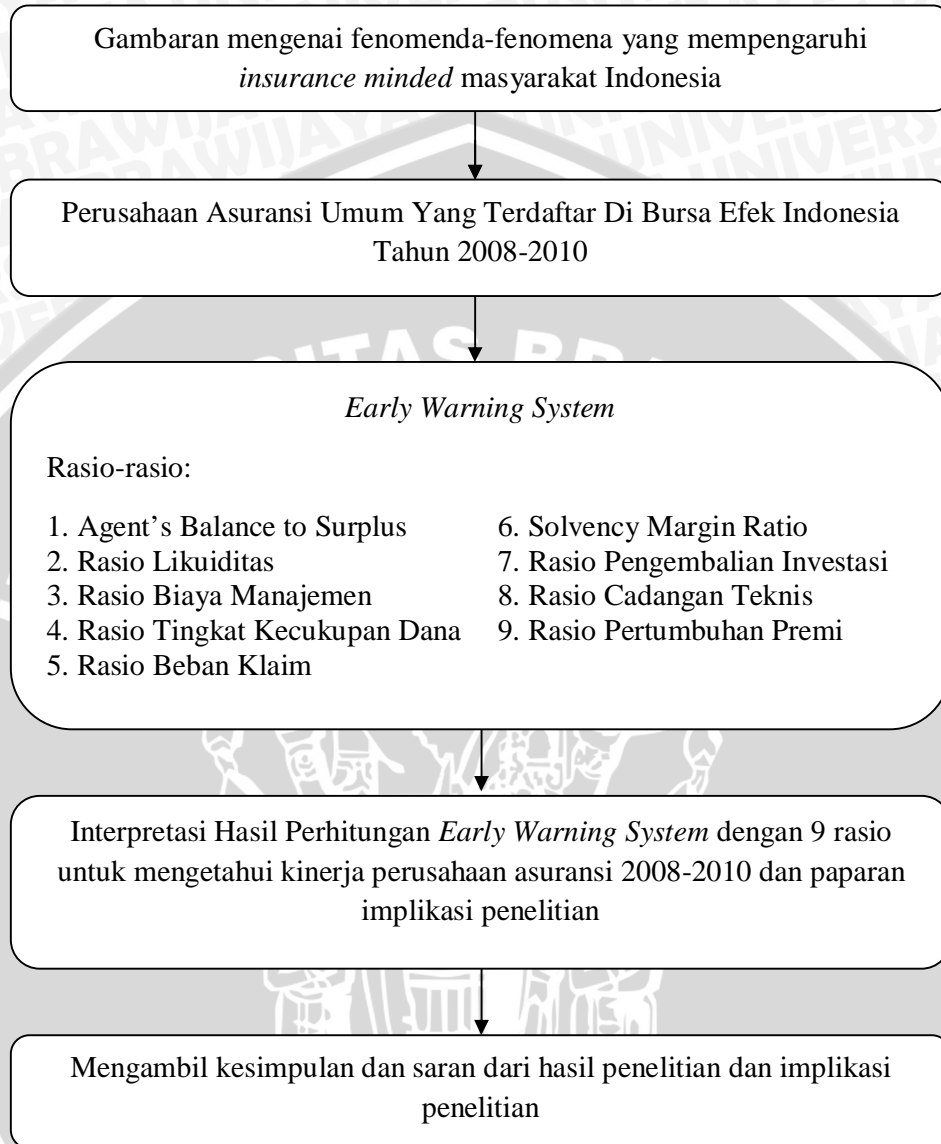 Gambaran mengenai fenomenda-fenomena yang mempengaruhi
insurance minded masyarakat Indonesia
Perusahaan Asuransi Umum Yang Terdaftar Di Bursa Efek Indonesia
Tahun 2008-2010
Early Warning System
Rasio-rasio:
1. Agent’s Balance to Surplus
2. Rasio Likuiditas
3. Rasio Biaya Manajemen
4. Rasio Tingkat Kecukupan Dana
5. Rasio Beban Klaim
6. Solvency Margin Ratio
7. Rasio Pengembalian Investasi
8. Rasio Cadangan Teknis
9. Rasio Pertumbuhan Premi
Interpretasi Hasil Perhitungan Early Warning System dengan 9 rasio
untuk mengetahui kinerja perusahaan asuransi 2008-2010 dan paparan
implikasi penelitian
Mengambil kesimpulan dan saran dari hasil penelitian dan implikasi
penelitian